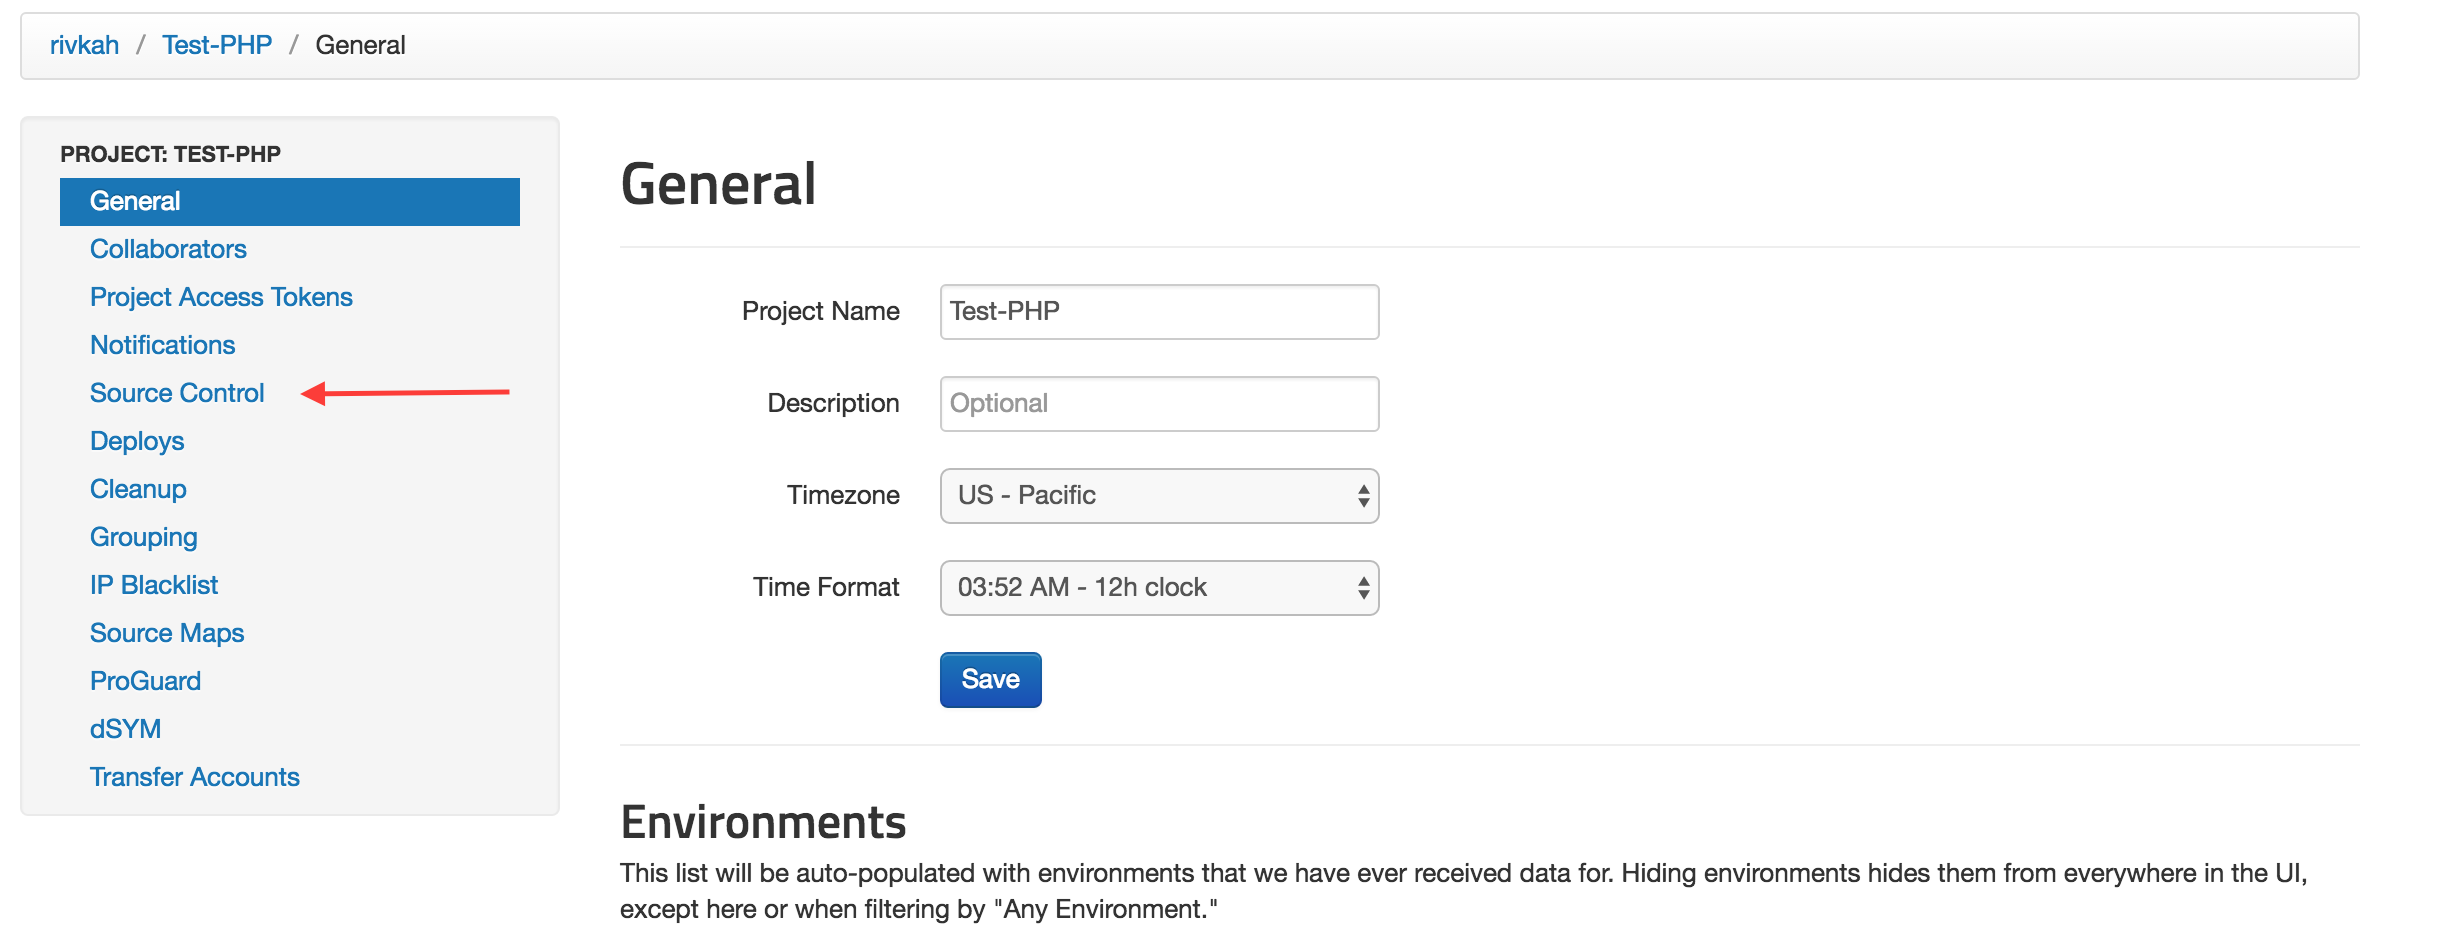 rivkah / Test-PHP / General
PROJECT: TEST-PHP
General
Collaborators
Project Access Tokens
Notifications
Source Control
Deploys
Cleanup
Grouping
IP Blacklist
Source Maps
ProGuard
dSYM
Transfer Accounts
General
Project Name Test-PHP
Description Optional
Timezone US - Pacific
Time Format 03:52 AM - 12h clock
Save
Environments
This list will be auto-populated with environments that we have ever received data for. Hiding environments hides them from everywhere in the UI,
except here or when filtering by "Any Environment."